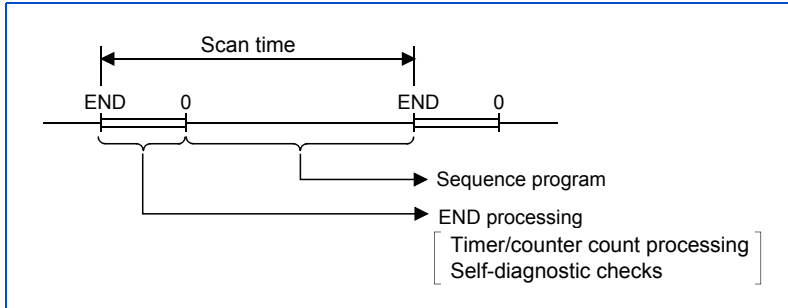 Scan time
END 0 END 0
Sequence program
END processing
Timer/counter count processing
Self-diagnostic checks